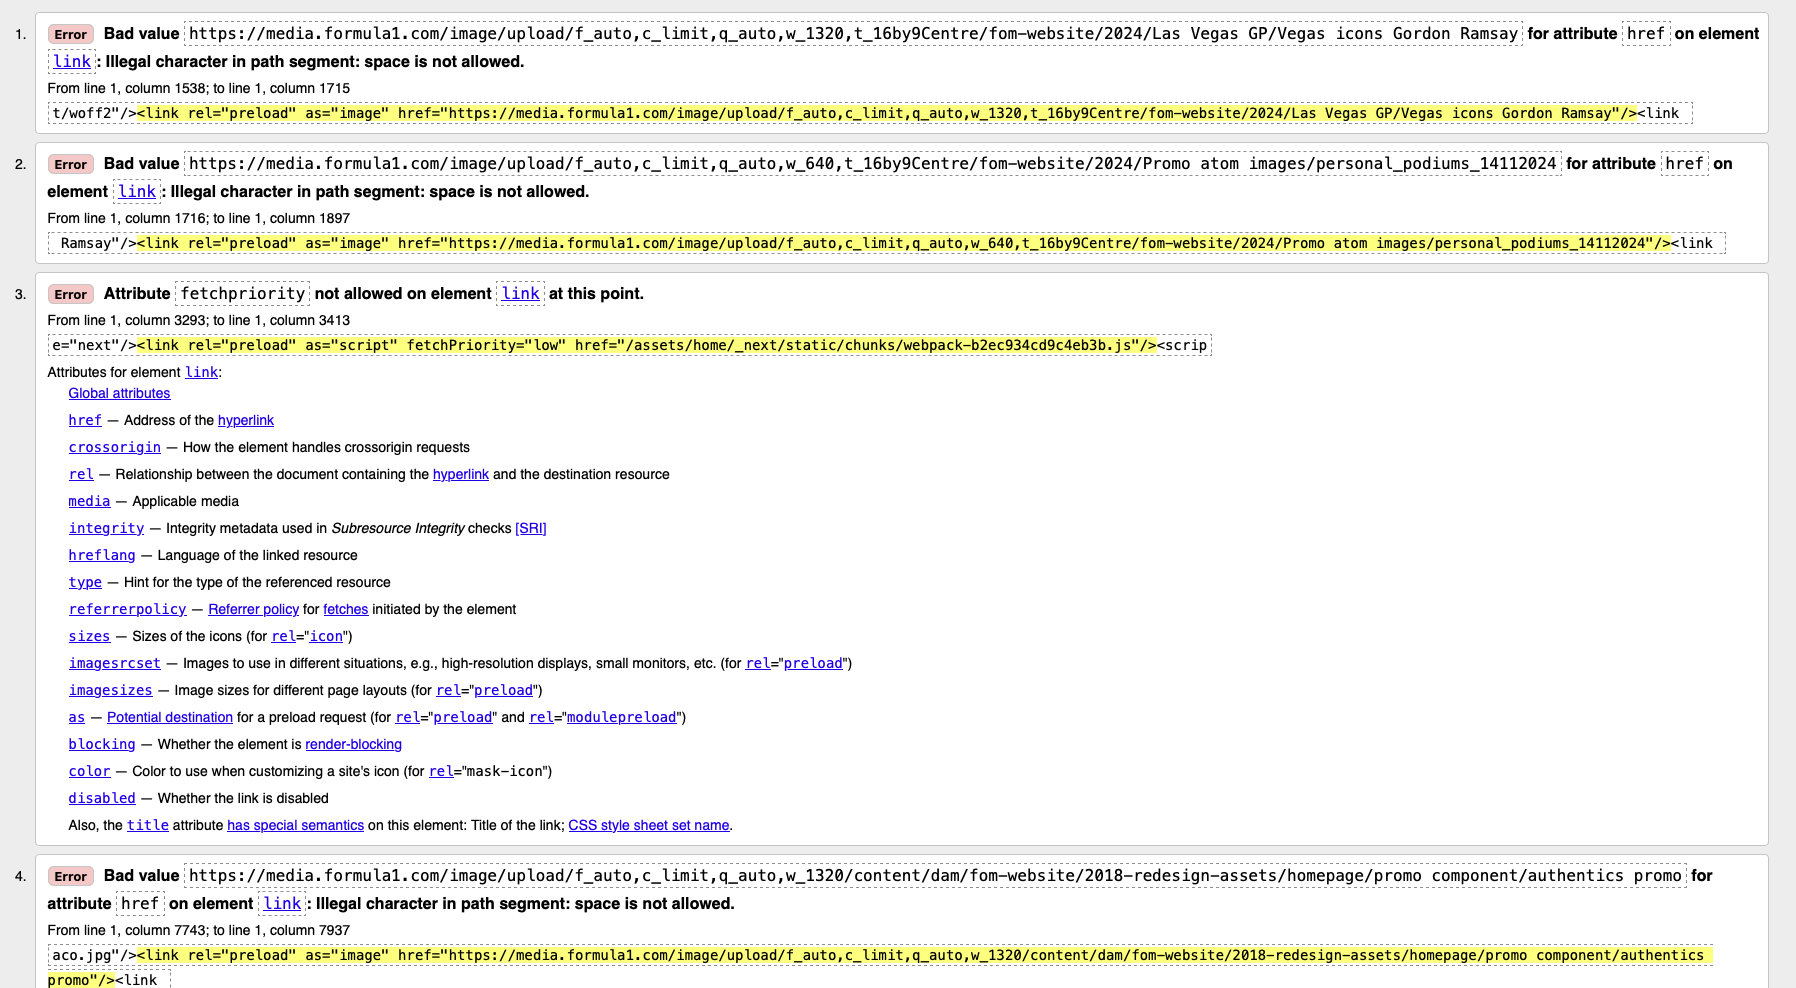 1. Error Bad value https://media.formula1.com/image/upload/f_auto,c_limit,q_auto,w_1320,t_16by9Centre/fom-website/2024/Las Vegas GP/Vegas icons Gordon Ramsay for attribute href on element
link: Illegal character in path segment: space is not allowed.
From line 1, column 1538; to line 1, column 1715
t/woff2"/><link rel="preload" as="image" href="https://media.formula1.com/image/upload/f_auto,c_limit,q_auto,w_1320,t_16by9Centre/fom-website/2024/Las Vegas GP/Vegas icons Gordon Ramsay"/><link
2. Error Bad value https://media.formula1.com/image/upload/f_auto,c_limit,q_auto,w_640,t_16by9Centre/fom-website/2024/Promo atom images/personal_podiums_14112024 for attribute href on
element link: Illegal character in path segment: space is not allowed.
From line 1, column 1716; to line 1, column 1897
Ramsay"/><link rel="preload" as="image" href="https://media.formula1.com/image/upload/f_auto,c_limit,q_auto,w_640,t_16by9Centre/fom-website/2024/Promo atom images/personal_podiums_14112024"/><link
3. Error Attribute fetchpriority not allowed on element link at this point.
From line 1, column 3293; to line 1, column 3413
e="next"/><link rel="preload" as="script" fetchPriority="low" href="/assets/home/_next/static/chunks/webpack-b2ec934cd9c4eb3b.js"/><scrip
Attributes for element link:
Global attributes
href — Address of the hyperlink
crossorigin — How the element handles crossorigin requests
rel — Relationship between the document containing the hyperlink and the destination resource
media — Applicable media
integrity — Integrity metadata used in Subresource Integrity checks [SRI]
hreflang — Language of the linked resource
type — Hint for the type of the referenced resource
referrerpolicy — Referrer policy for fetches initiated by the element
sizes — Sizes of the icons (for rel="icon")
imagesrcset — Images to use in different situations, e.g., high-resolution displays, small monitors, etc. (for rel="preload")
imagesizes — Image sizes for different page layouts (for rel="preload")
as — Potential destination for a preload request (for rel="preload" and rel="modulepreload")
blocking — Whether the element is render-blocking
color — Color to use when customizing a site's icon (for rel="mask-icon")
disabled — Whether the link is disabled
Also, the title attribute has special semantics on this element: Title of the link; CSS style sheet set name.
4. Error Bad value https://media.formula1.com/image/upload/f_auto,c_limit,q_auto,w_1320/content/dam/fom-website/2018-redesign-assets/homepage/promo component/authentics promo for
attribute href on element link: Illegal character in path segment: space is not allowed.
From line 1, column 7743; to line 1, column 7937
aco.jpg"/><link rel="preload" as="image" href="https://media.formula1.com/image/upload/f_auto,c_limit,q_auto,w_1320/content/dam/fom-website/2018-redesign-assets/homepage/promo component/authentics
promo"/><link